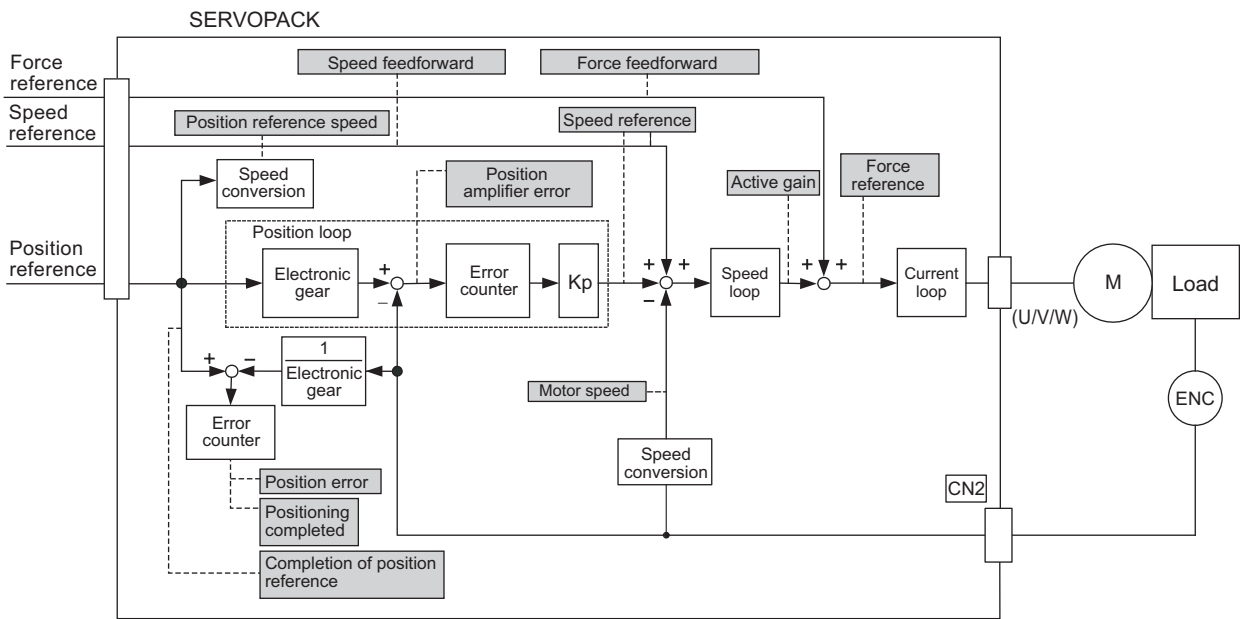 SERVOPACK
Force
reference
Speed
reference
Speed feedforward
Force feedforward
Position reference speed
Speed reference
Speed
conversion
Position
amplifier error
Active gain
Force
reference
Position loop
Position
reference
Electronic
gear
+
−
Error
counter
Kp
+
+
−
Speed
loop
+
+
Current
loop
(U/V/W)
M
Load
+
−
1
Electronic
gear
Error
counter
Motor speed
ENC
Speed
conversion
CN2
Position error
Positioning
completed
Completion of position
reference